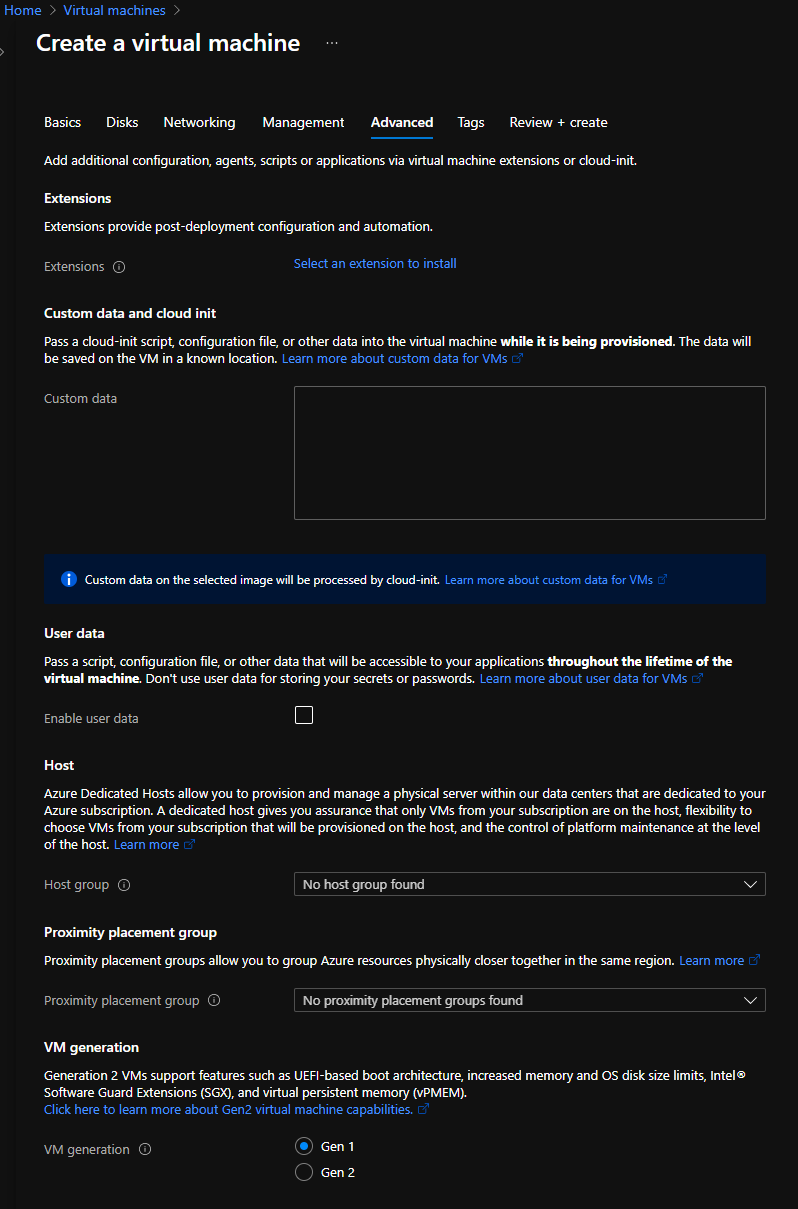 Home > Virtual machines >
Create a virtual machine ...
Basics Disks Networking Management Advanced Tags Review + create
Add additional configuration, agents, scripts or applications via virtual machine extensions or cloud-init.
Extensions
Extensions provide post-deployment configuration and automation.
Extensions
Select an extension to install
Custom data and cloud init
Pass a cloud-init script, configuration file, or other data into the virtual machine while it is being provisioned. The data will
be saved on the VM in a known location. Learn more about custom data for VMs
Custom data
Custom data on the selected image will be processed by cloud-init. Learn more about custom data for VMs
User data
Pass a script, configuration file, or other data that will be accessible to your applications throughout the lifetime of the
virtual machine. Don't use user data for storing your secrets or passwords. Learn more about user data for VMs
Enable user data
Host
Azure Dedicated Hosts allow you to provision and manage a physical server within our data centers that are dedicated to your
Azure subscription. A dedicated host gives you assurance that only VMs from your subscription are on the host, flexibility to
choose VMs from your subscription that will be provisioned on the host, and the control of platform maintenance at the level
of the host. Learn more
Host group
No host group found
Proximity placement group
Proximity placement groups allow you to group Azure resources physically closer together in the same region. Learn more
Proximity placement group
No proximity placement groups found
VM generation
Generation 2 VMs support features such as UEFI-based boot architecture, increased memory and OS disk size limits, Intel®
Software Guard Extensions (SGX), and virtual persistent memory (vPMEM).
Click here to learn more about Gen2 virtual machine capabilities.
VM generation
Gen 1
Gen 2